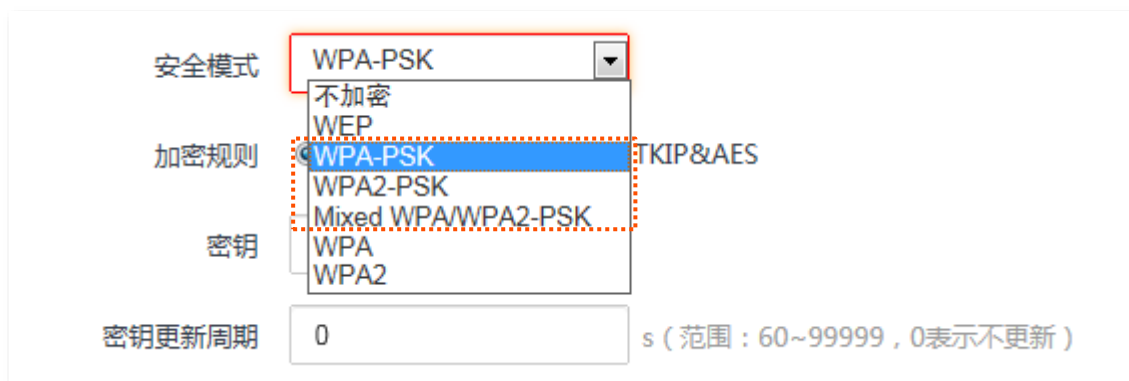 安全模式 WPA-PSK
不加密
WEP
加密规则 WPA-PSK TKIP&AES
WPA2-PSK
Mixed WPA/WPA2-PSK
密钥 WPA
WPA2
密钥更新周期 0 s（范围：60~99999，0表示不更新）